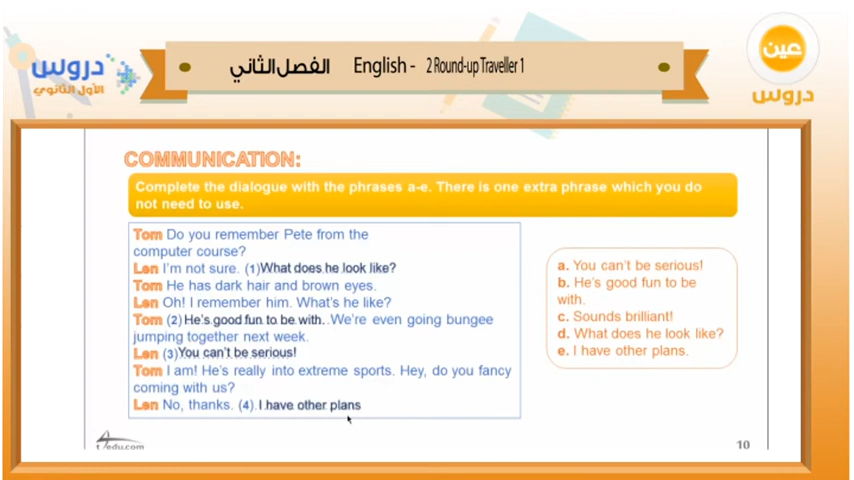 دروس
الأول الثانوي
الفصل الثاني English - 2 Round-up Traveller 1
عين
دروس
COMMUNICATION:
Complete the dialogue with the phrases a-e. There is one extra phrase which you do
not need to use.
Tom Do you remember Pete from the
computer course?
Len I'm not sure. (1) What does he look like?
Tom He has dark hair and brown eyes.
Len Oh! I remember him. What's he like?
Tom (2) He's good fun to be with. We're even going bungee
jumping together next week.
Len (3) You can't be serious!
Tom I am! He's really into extreme sports. Hey, do you fancy
coming with us?
Len No, thanks. (4) I have other plans
a. You can't be serious!
b. He's good fun to be
with.
c. Sounds brilliant!
d. What does he look like?
e. I have other plans.
t4edu.com
10